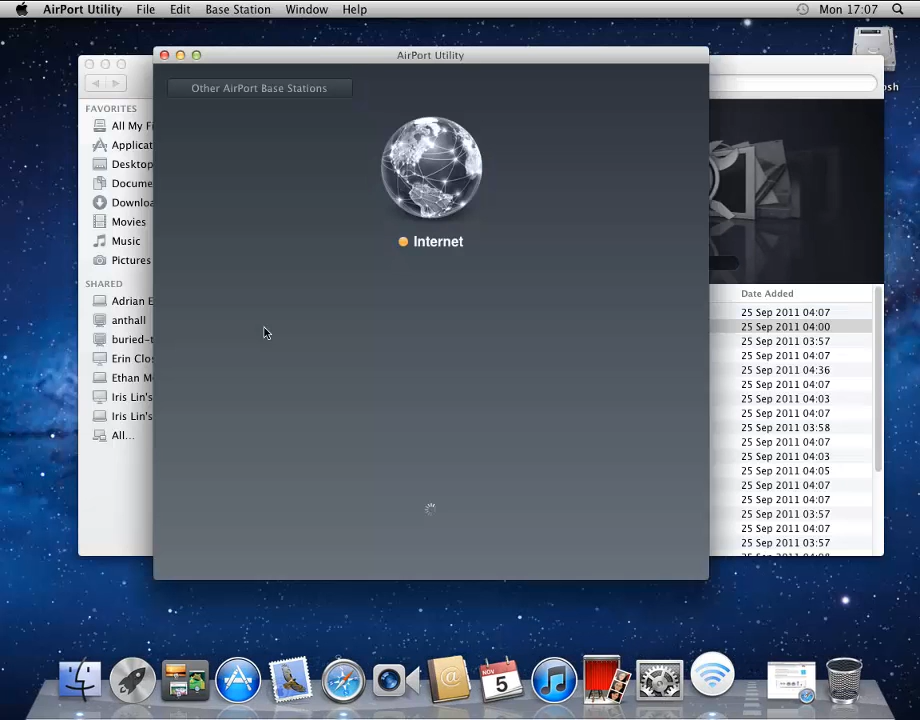 AirPort Utility File Edit Base Station Window Help Mon 17:07
AirPort Utility
Other AirPort Base Stations
Internet
FAVORITES
All My
Applicat
Desktop
Docume
Downloa
Movies
Music
Pictures
SHARED
Adrian E
anthall
buried-t
Erin Clos
Ethan M
Iris Lin's
Iris Lin's
All...
Date Added
25 Sep 2011 04:07
25 Sep 2011 04:00
25 Sep 2011 03:57
25 Sep 2011 04:07
25 Sep 2011 04:36
25 Sep 2011 04:07
25 Sep 2011 04:03
25 Sep 2011 04:07
25 Sep 2011 03:58
25 Sep 2011 04:07
25 Sep 2011 04:03
25 Sep 2011 04:05
25 Sep 2011 04:07
25 Sep 2011 04:07
25 Sep 2011 03:57
25 Sep 2011 04:07
25 Sep 2011 03:57
osh
NOV
5